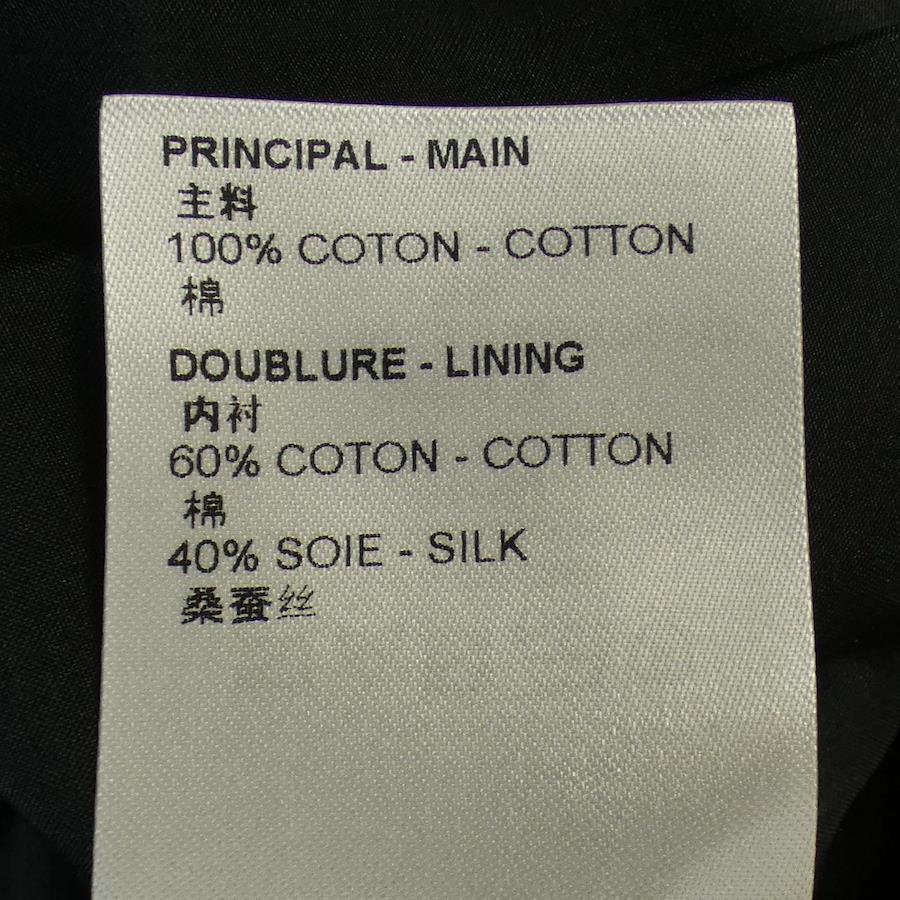 PRINCIPAL - MAIN
主料
100% COTON - COTTON
棉
DOUBLURE - LINING
内衬
60% COTON - COTTON
棉
40% SOIE - SILK
桑蚕丝